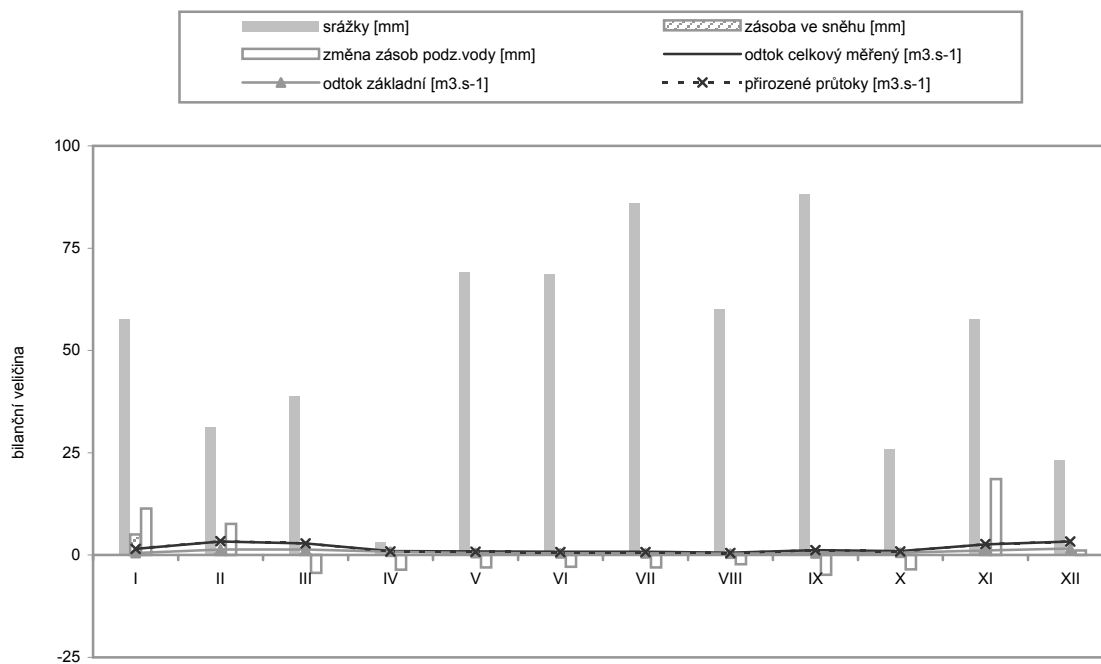 srážky [mm]
zásoba ve sněhu [mm]
změna zásob podz.vody [mm]
odtok celkový měřený [m3.s-1]
odtok základní [m3.s-1]
přirozené průtoky [m3.s-1]
100
75
50
25
0
-25
bilanční veličina
I II III IV V VI VII VIII IX X XI XII